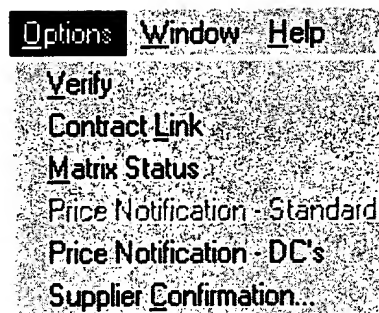 Options Window Help
Verify
Contract Link
Matrix Status
Price Notification - Standard
Price Notification - DC's
Supplier Confirmation...